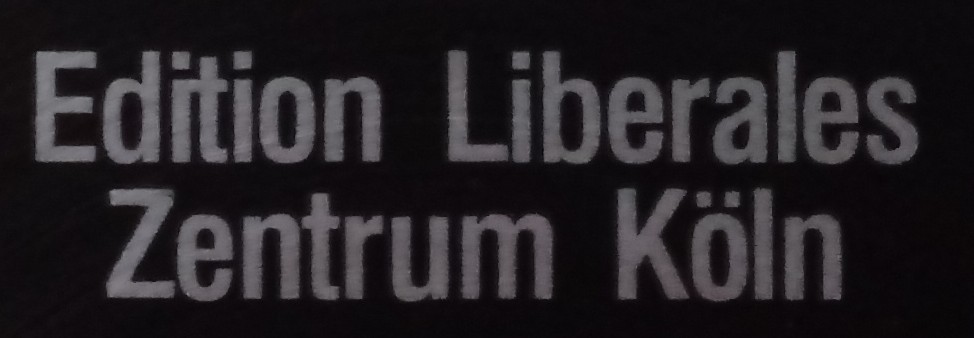 Edition Liberales
Zentrum Köln